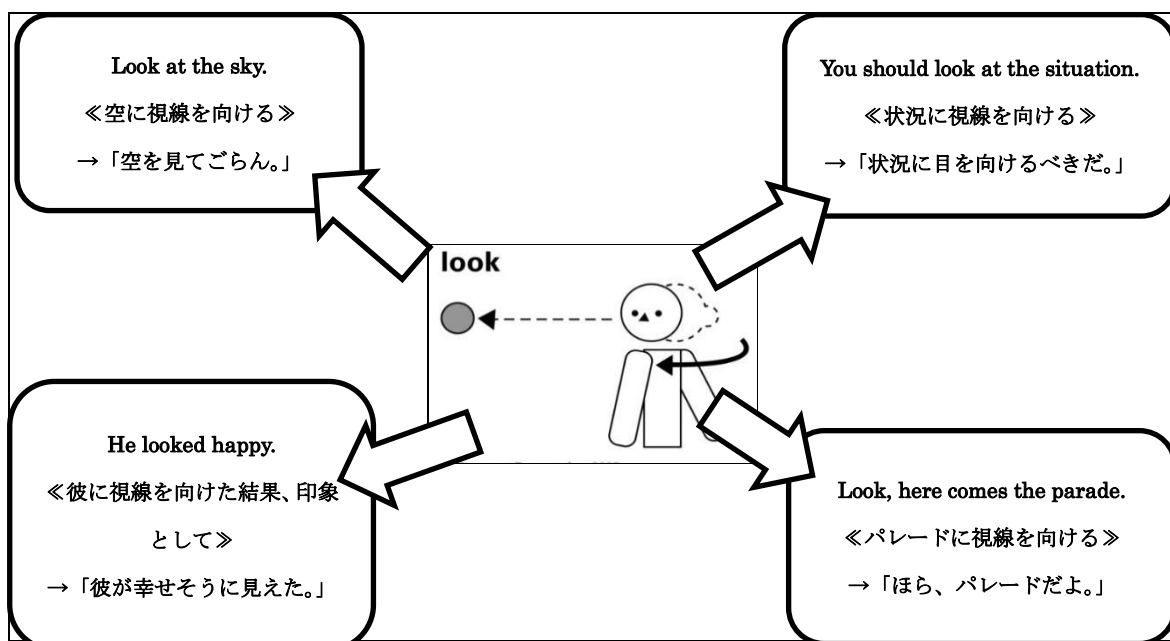 Look at the sky.
≪空に視線を向ける≫
→「空を見てごらん。」
You should look at the situation.
≪状況に視線を向ける≫
→「状況に目を向けるべきだ。」
look
He looked happy.
≪彼に視線を向けた結果、印象
として≫
→「彼が幸せそうに見えた。」
Look, here comes the parade.
≪パレードに視線を向ける≫
→「ほら、パレードだよ。」